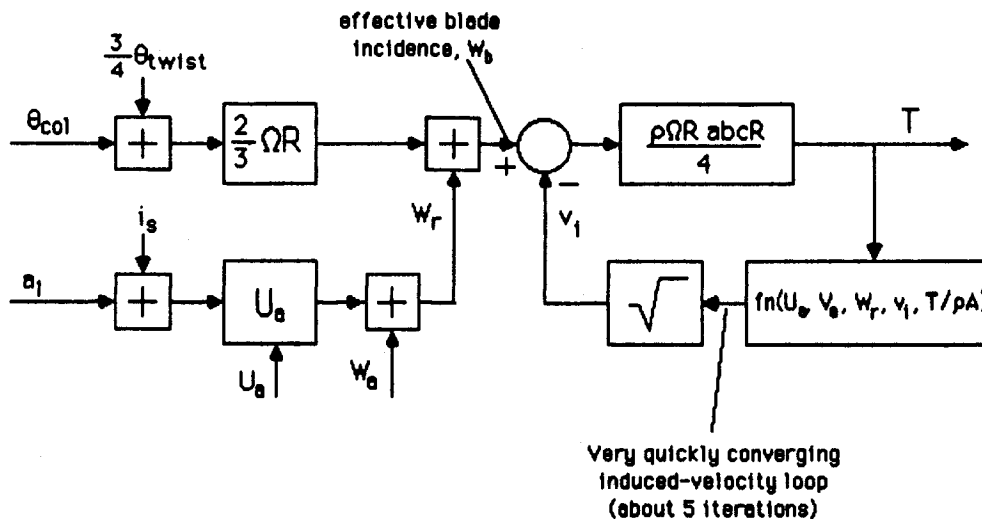 effective blade
incidence, W_b
3/4 θ_twist
θ_col
+
2/3 ΩR
+
+
−
ρΩR abcR / 4
T
W_r
v_i
i_s
a_1
+
U_a
+
√
fn(U_a, V_a, W_r, v_i, T/ρA)
U_a
W_a
Very quickly converging
induced-velocity loop
(about 5 iterations)